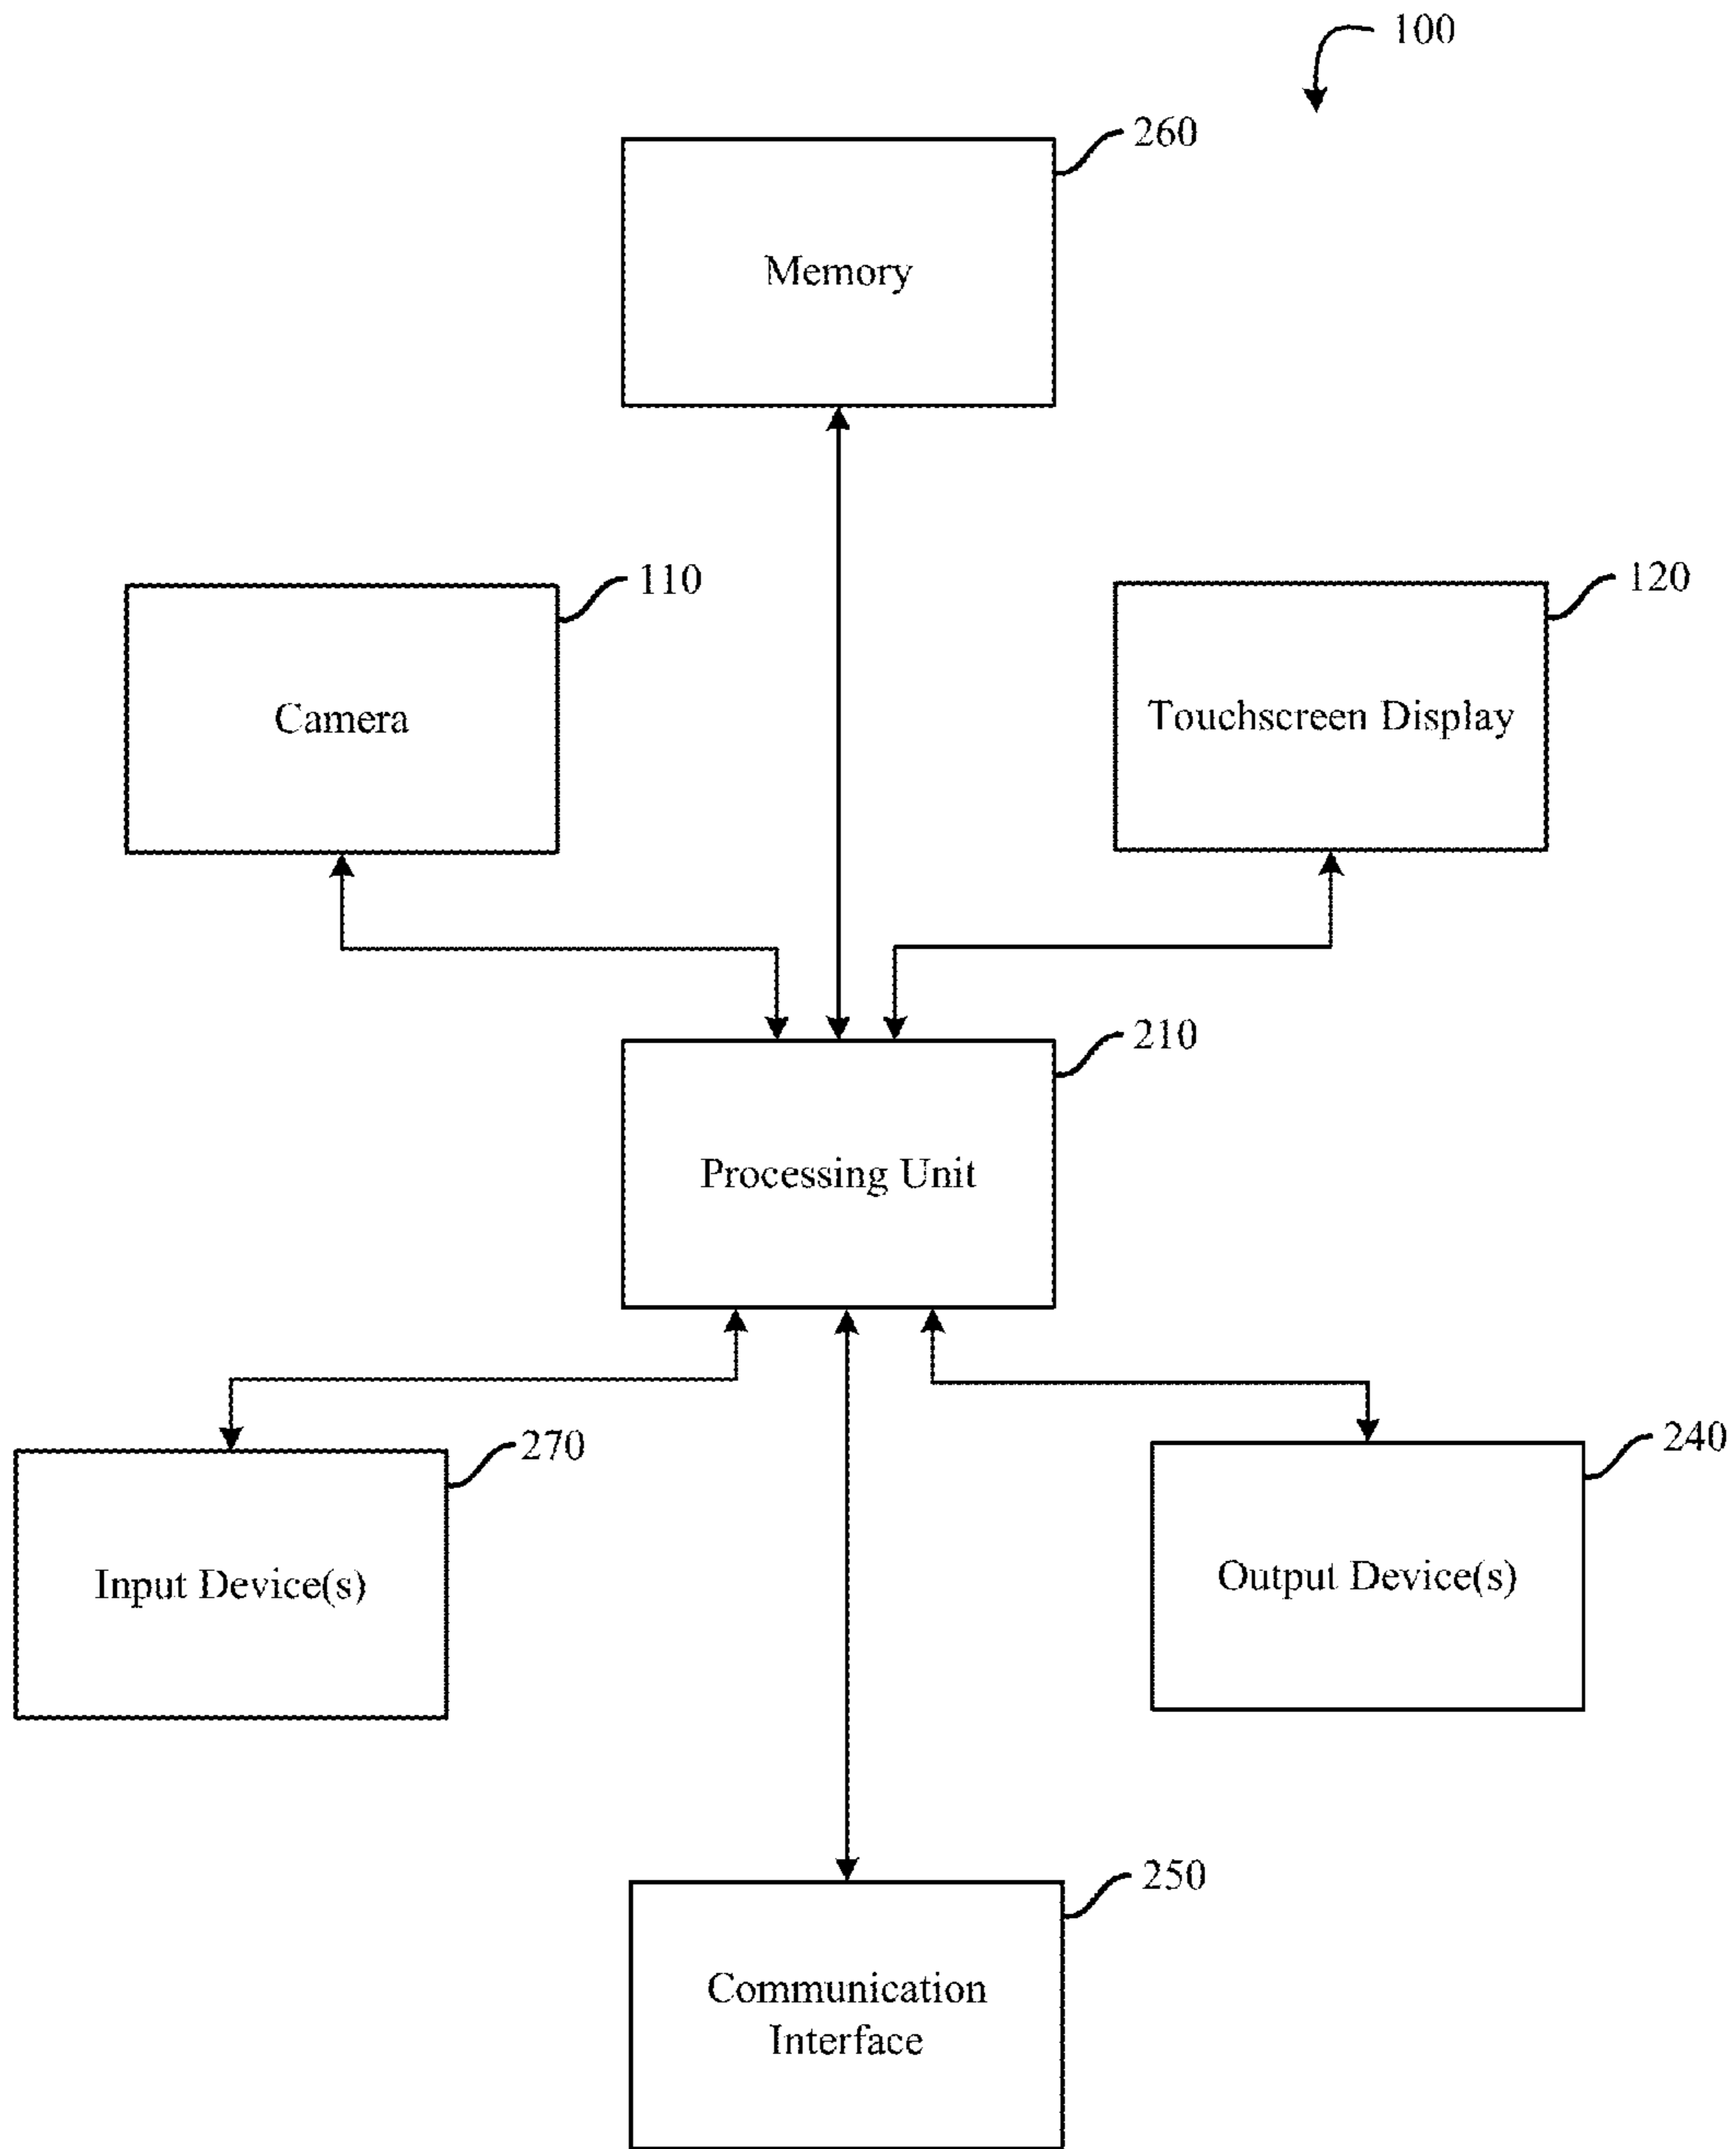 100
260
Memory
110
120
Camera
Touchscreen Display
210
Processing Unit
270
240
Input Device(s)
Output Device(s)
250
Communication
Interface